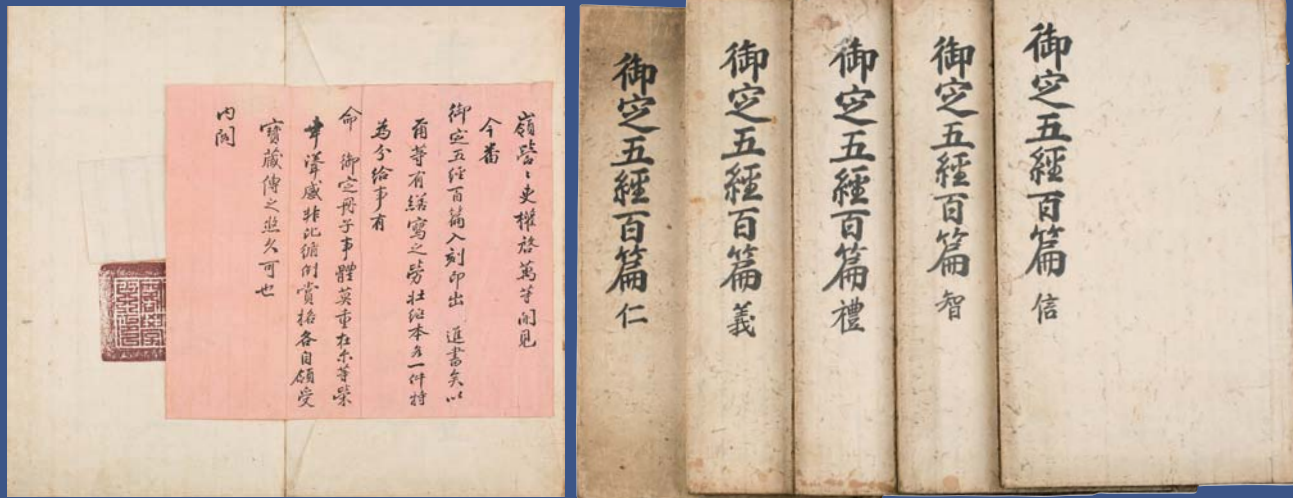 嶺營〻吏權啓萬等開見
今番
御定五經百篇入刻印出 進書矣以
爾等有繕寫之勞壯紙本各一件特
為分給事有
命 御定冊子事體莫重在尒等榮
幸感非比循例賞格各自領受
寶藏傳之悠久可也
內閣
御定五經百篇 仁
御定五經百篇 義
御定五經百篇 禮
御定五經百篇 智
御定五經百篇 信